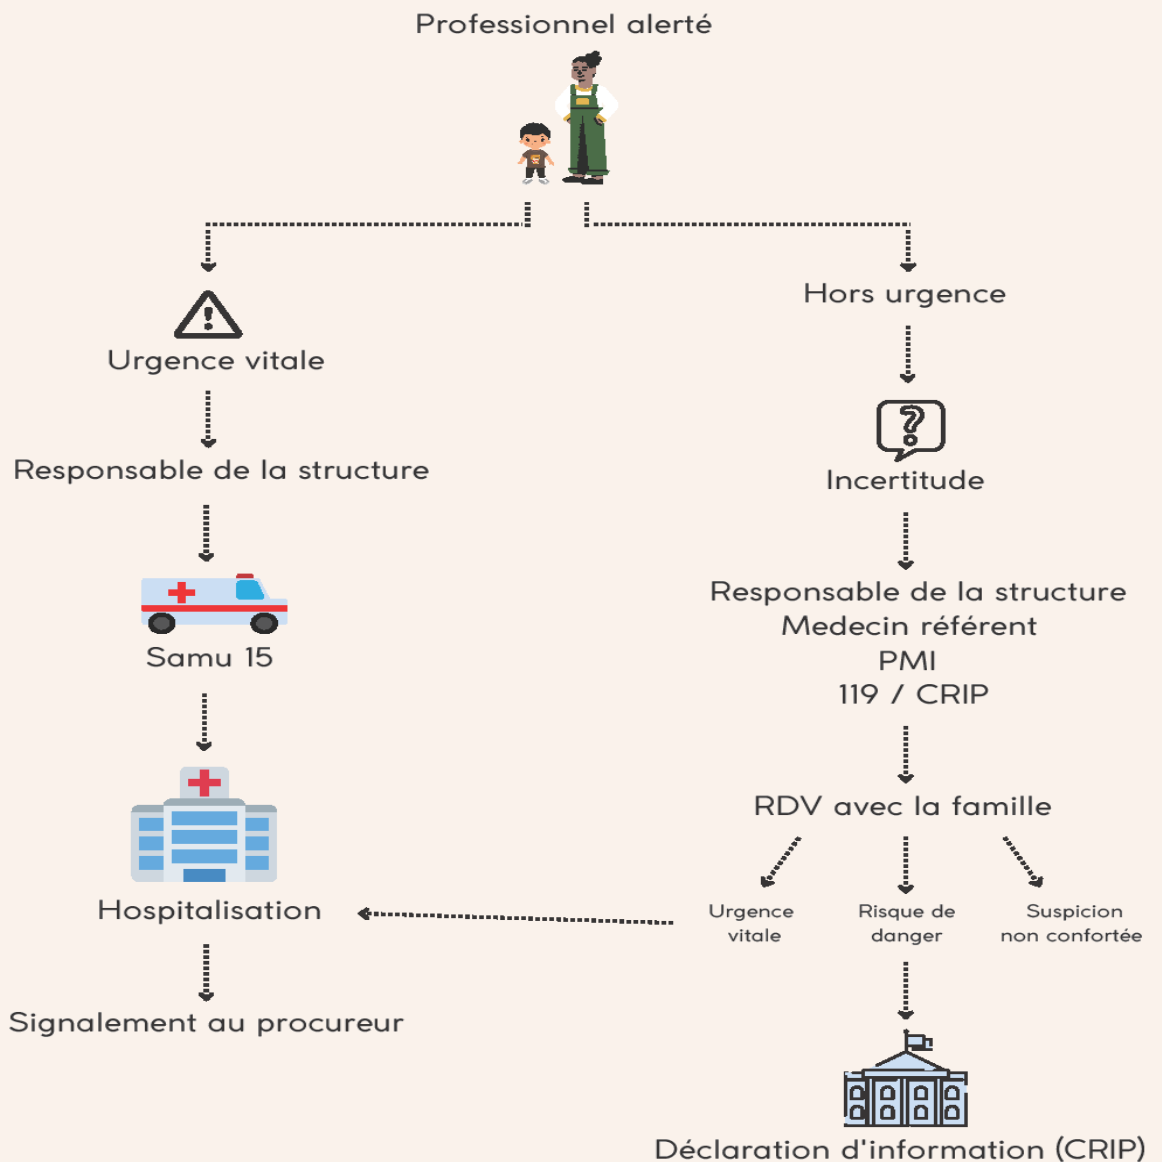 Professionnel alerté
Urgence vitale
Responsable de la structure
Samu 15
Hospitalisation
Signalement au procureur
Hors urgence
?
Incertitude
Responsable de la structure
Medecin référent
PMI
119 / CRIP
RDV avec la famille
Urgence
vitale
Risque de
danger
Suspicion
non confortée
Déclaration d'information (CRIP)